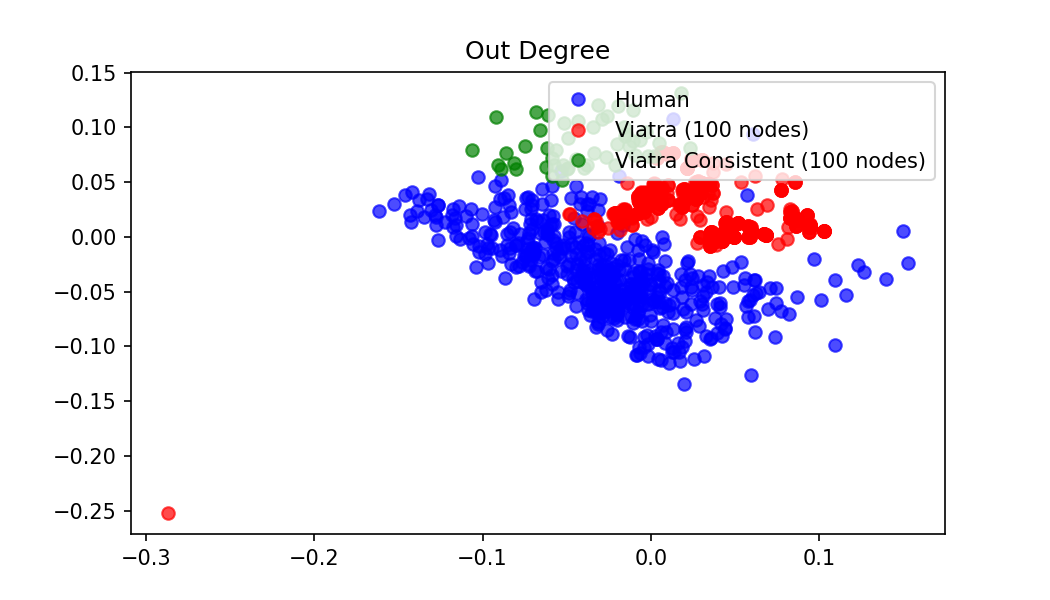 Out Degree
Human
Viatra (100 nodes)
Viatra Consistent (100 nodes)
0.15
0.10
0.05
0.00
−0.05
−0.10
−0.15
−0.20
−0.25
−0.3 −0.2 −0.1 0.0 0.1